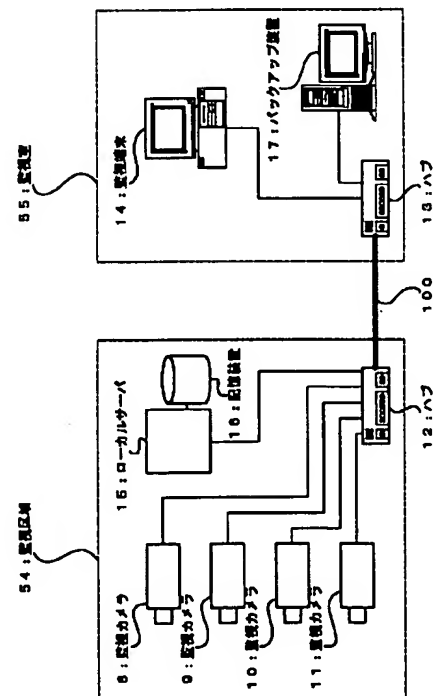 55:監視室
14:監視端末
17:バックアップ装置
13:ハブ
100
54:監視区域
15:ローカルサーバ
16:記憶装置
8:監視カメラ
9:監視カメラ
10:監視カメラ
11:監視カメラ
12:ハブ